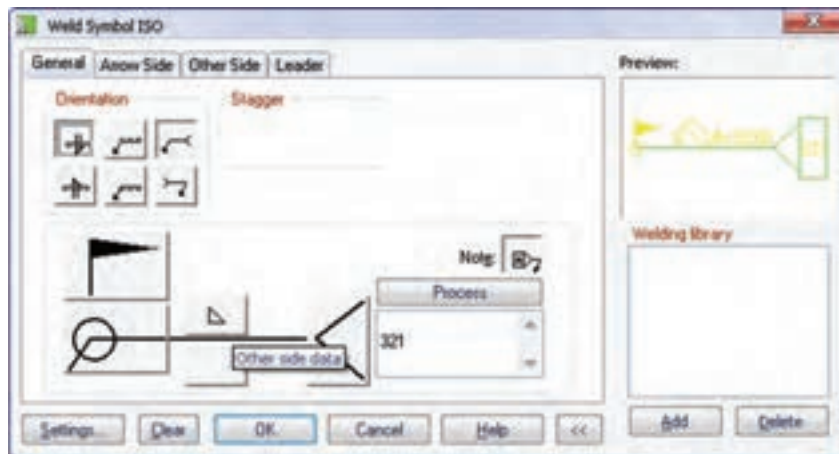 Weld Symbol ISO
General Arrow Side Other Side Leader
Orientation Stagger
Note:
Process
321
Other side data
Settings... Clear OK Cancel Help <<
Preview:
Welding library
Add Delete